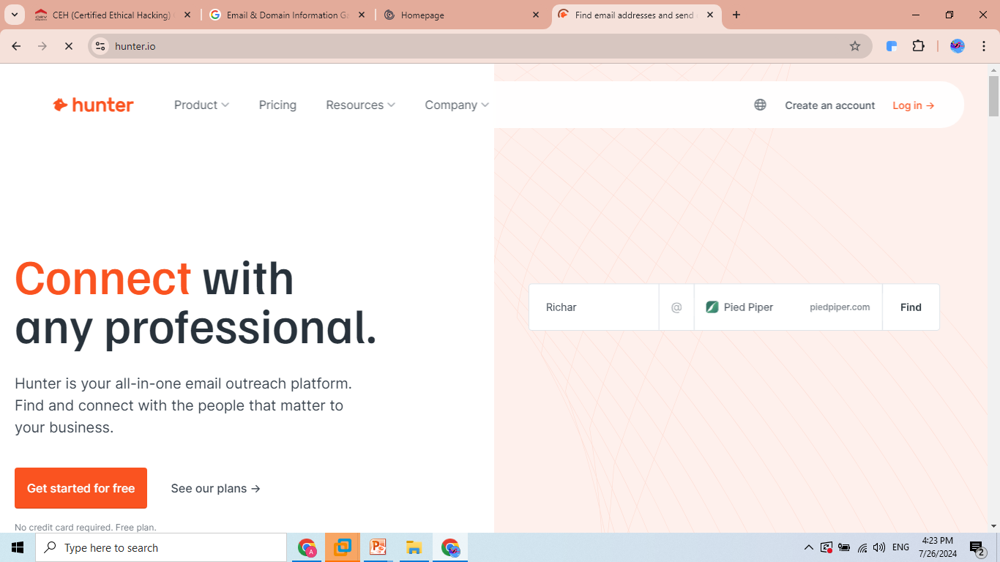 CEH (Certified Ethical Hacking)
Email & Domain Information Ga
Homepage
Find email addresses and send
hunter.io
hunter
Product
Pricing
Resources
Company
Create an account
Log in →
Connect with
any professional.
Richar
@
Pied Piper
piedpiper.com
Find
Hunter is your all-in-one email outreach platform.
Find and connect with the people that matter to
your business.
Get started for free
See our plans →
No credit card required. Free plan.
Type here to search
ENG
4:23 PM
7/26/2024
2